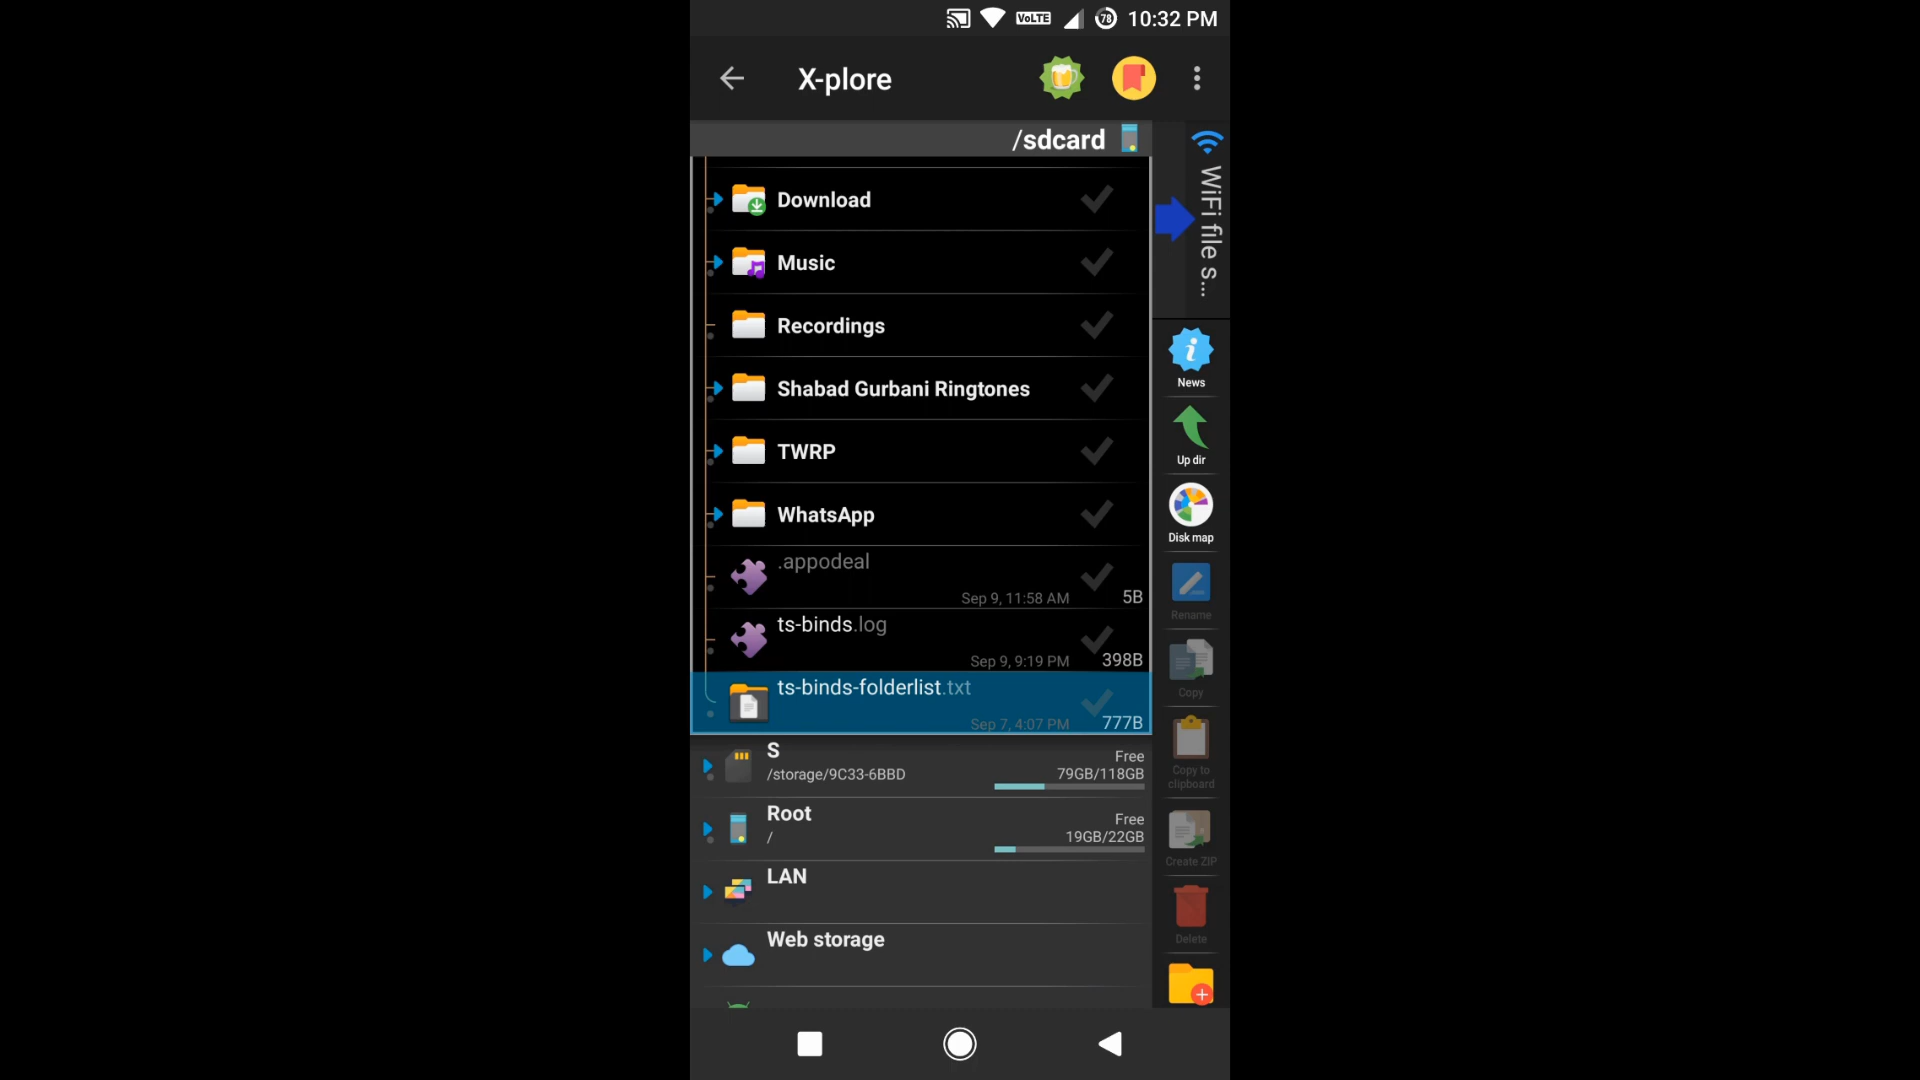 VoLTE 78 10:32 PM
X-plore
/sdcard
WiFi file s...
Download
Music
Recordings
Shabad Gurbani Ringtones
TWRP
WhatsApp
.appodeal
Sep 9, 11:58 AM 5B
ts-binds.log
Sep 9, 9:19 PM 398B
ts-binds-folderlist.txt
Sep 7, 4:07 PM 777B
S
Free
/storage/9C33-6BBD 79GB/118GB
Root
Free
/ 19GB/22GB
LAN
Web storage
News
Up dir
Disk map
Rename
Copy
Copy to
clipboard
Create ZIP
Delete